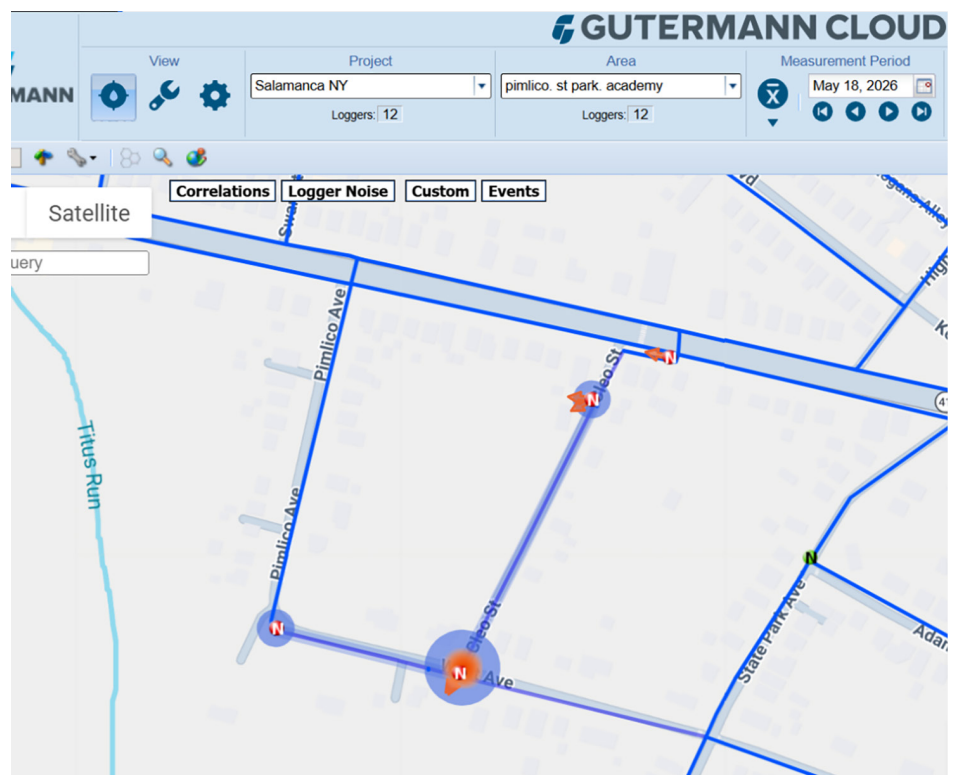 GUTERMANN CLOUD
MANN
View
Project
Area
Measurement Period
Salamanca NY
pimlico. st park. academy
May 18, 2026
Loggers: 12
Loggers: 12
Correlations
Logger Noise
Custom
Events
Satellite
uery
Pimlico Ave
Pimlico Ave
Titus Run
Cleo St
Cleo St
Ave
State Park Ave
N
N
N
N
N